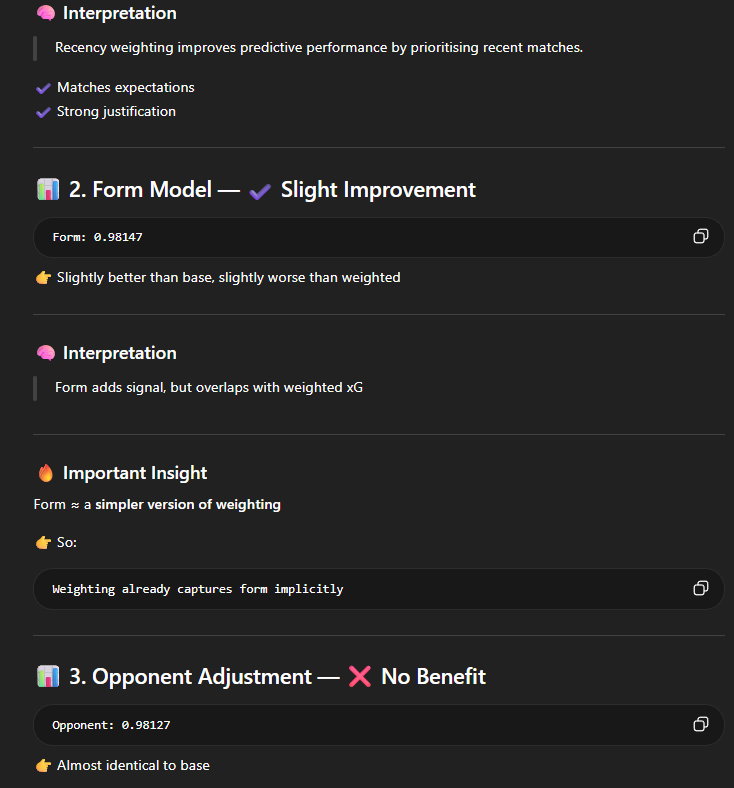 🧠 Interpretation
Recency weighting improves predictive performance by prioritising recent matches.
✔ Matches expectations
✔ Strong justification
📊 2. Form Model — ✔ Slight Improvement
Form: 0.98147
👉 Slightly better than base, slightly worse than weighted
🧠 Interpretation
Form adds signal, but overlaps with weighted xG
🔥 Important Insight
Form ≈ a simpler version of weighting
👉 So:
Weighting already captures form implicitly
📊 3. Opponent Adjustment — ❌ No Benefit
Opponent: 0.98127
👉 Almost identical to base